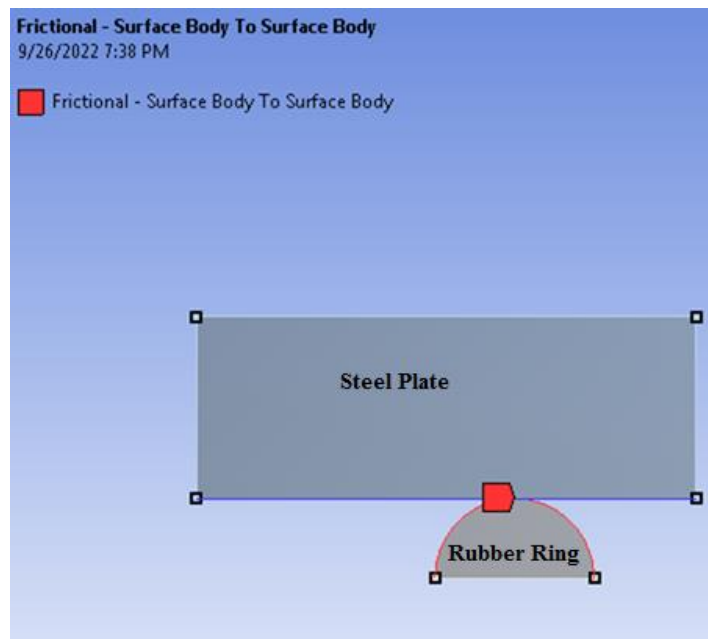 Frictional - Surface Body To Surface Body
9/26/2022 7:38 PM
Frictional - Surface Body To Surface Body
Steel Plate
Rubber Ring